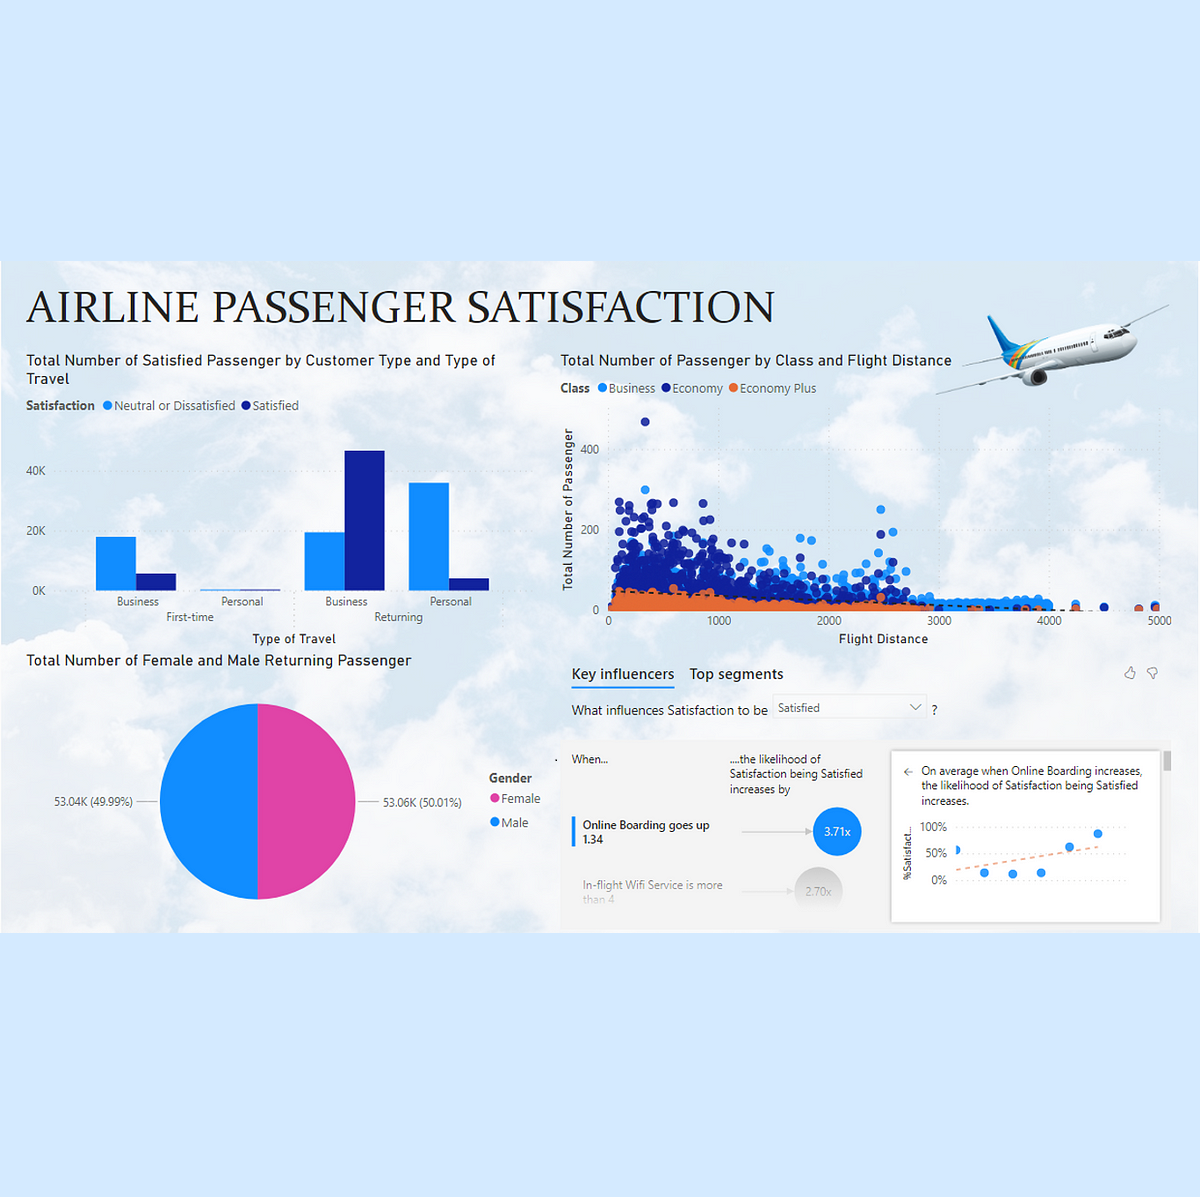 AIRLINE PASSENGER SATISFACTION
Total Number of Satisfied Passenger by Customer Type and Type of
Travel
Satisfaction Neutral or Dissatisfied Satisfied
40K
20K
0K
Business Personal Business Personal
First-time Returning
Type of Travel
Total Number of Passenger by Class and Flight Distance
Class Business Economy Economy Plus
Total Number of Passenger
400
200
0
0 1000 2000 3000 4000 5000
Flight Distance
Total Number of Female and Male Returning Passenger
53.04K (49.99%)
53.06K (50.01%)
Gender
Female
Male
Key influencers Top segments
What influences Satisfaction to be Satisfied ?
When...
....the likelihood of
Satisfaction being Satisfied
increases by
Online Boarding goes up
1.34
3.71x
In-flight Wifi Service is more
than 4
2.70x
On average when Online Boarding increases,
the likelihood of Satisfaction being Satisfied
increases.
%Satisfact...
100%
50%
0%